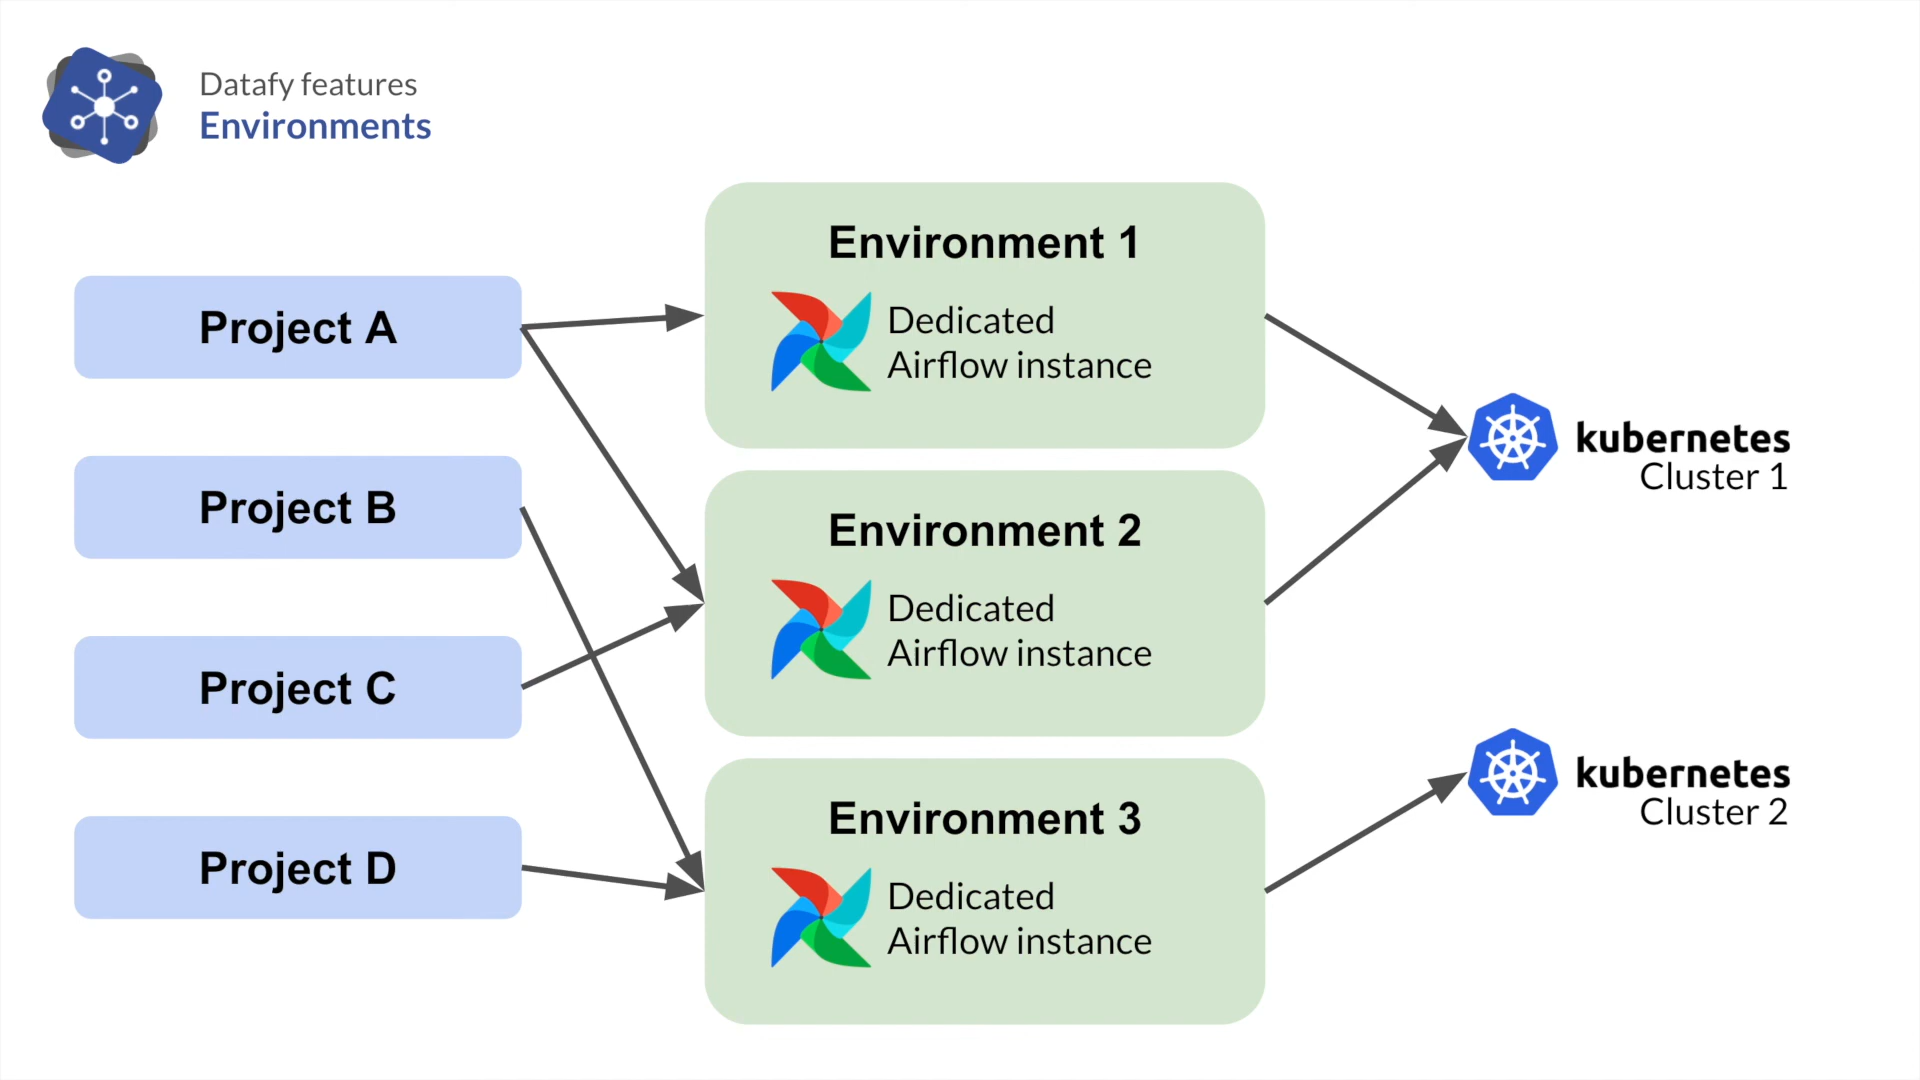 Datafy features
Environments
Project A
Project B
Project C
Project D
Environment 1
Dedicated
Airflow instance
Environment 2
Dedicated
Airflow instance
Environment 3
Dedicated
Airflow instance
kubernetes
Cluster 1
kubernetes
Cluster 2